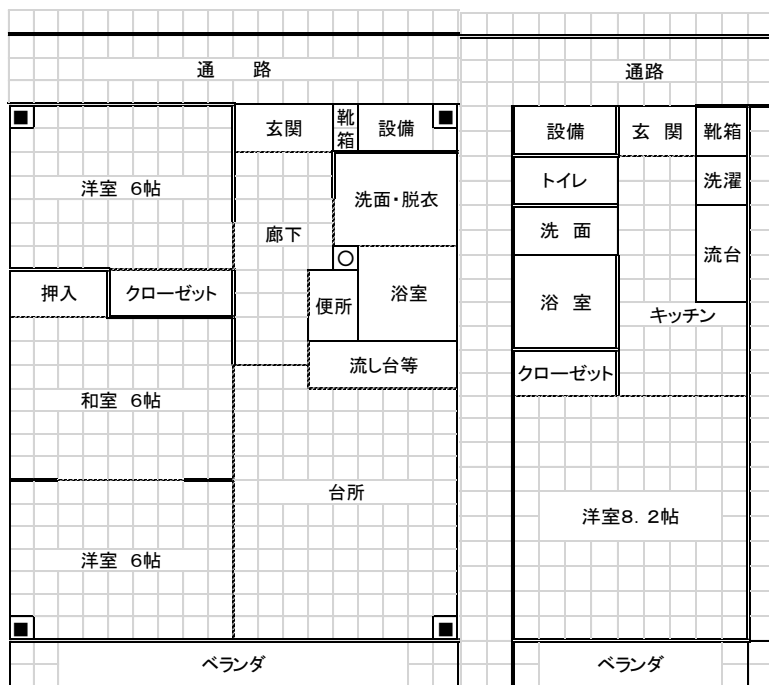 通　路
玄関
靴箱
設備
洋室　6帖
洗面・脱衣
廊下
押入
クローゼット
便所
浴室
流し台等
和室　6帖
台所
洋室　6帖
ベランダ
通路
設備
玄　関
靴箱
トイレ
洗濯
洗　面
流台
浴　室
キッチン
クローゼット
洋室8．2帖
ベランダ